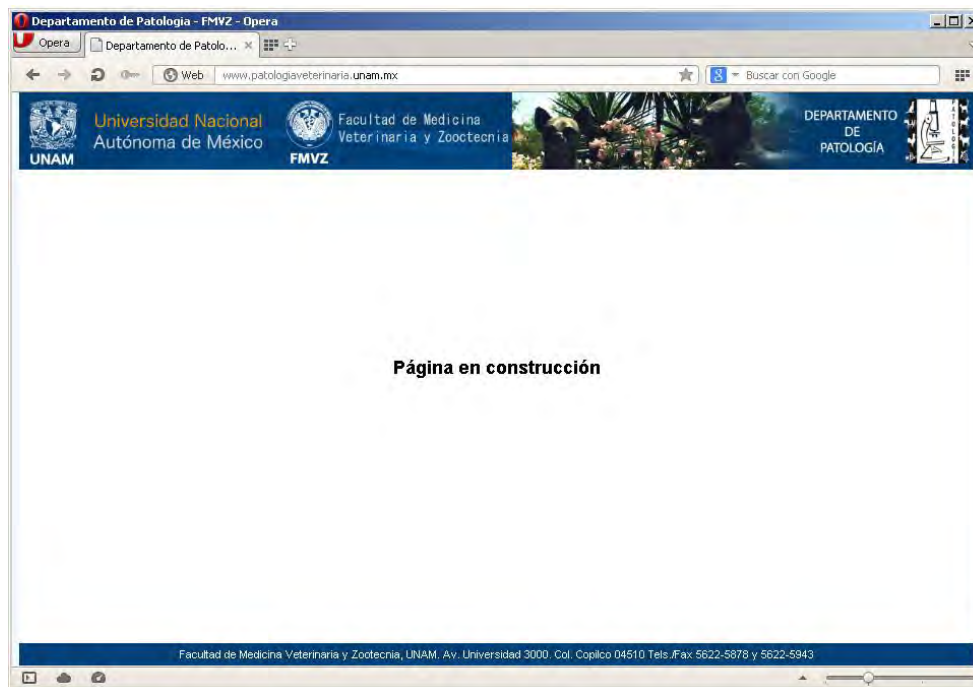 Departamento de Patologia - FMVZ - Opera
Opera
Departamento de Patolo...
Web
www.patologiaveterinaria.unam.mx
Buscar con Google
UNAM
Universidad Nacional
Autónoma de México
FMVZ
Facultad de Medicina
Veterinaria y Zooctecnia
DEPARTAMENTO
DE
PATOLOGÍA
PATOLOGIA
Página en construcción
Facultad de Medicina Veterinaria y Zootecnia, UNAM. Av. Universidad 3000. Col. Copilco 04510 Tels./Fax 5622-5878 y 5622-5943